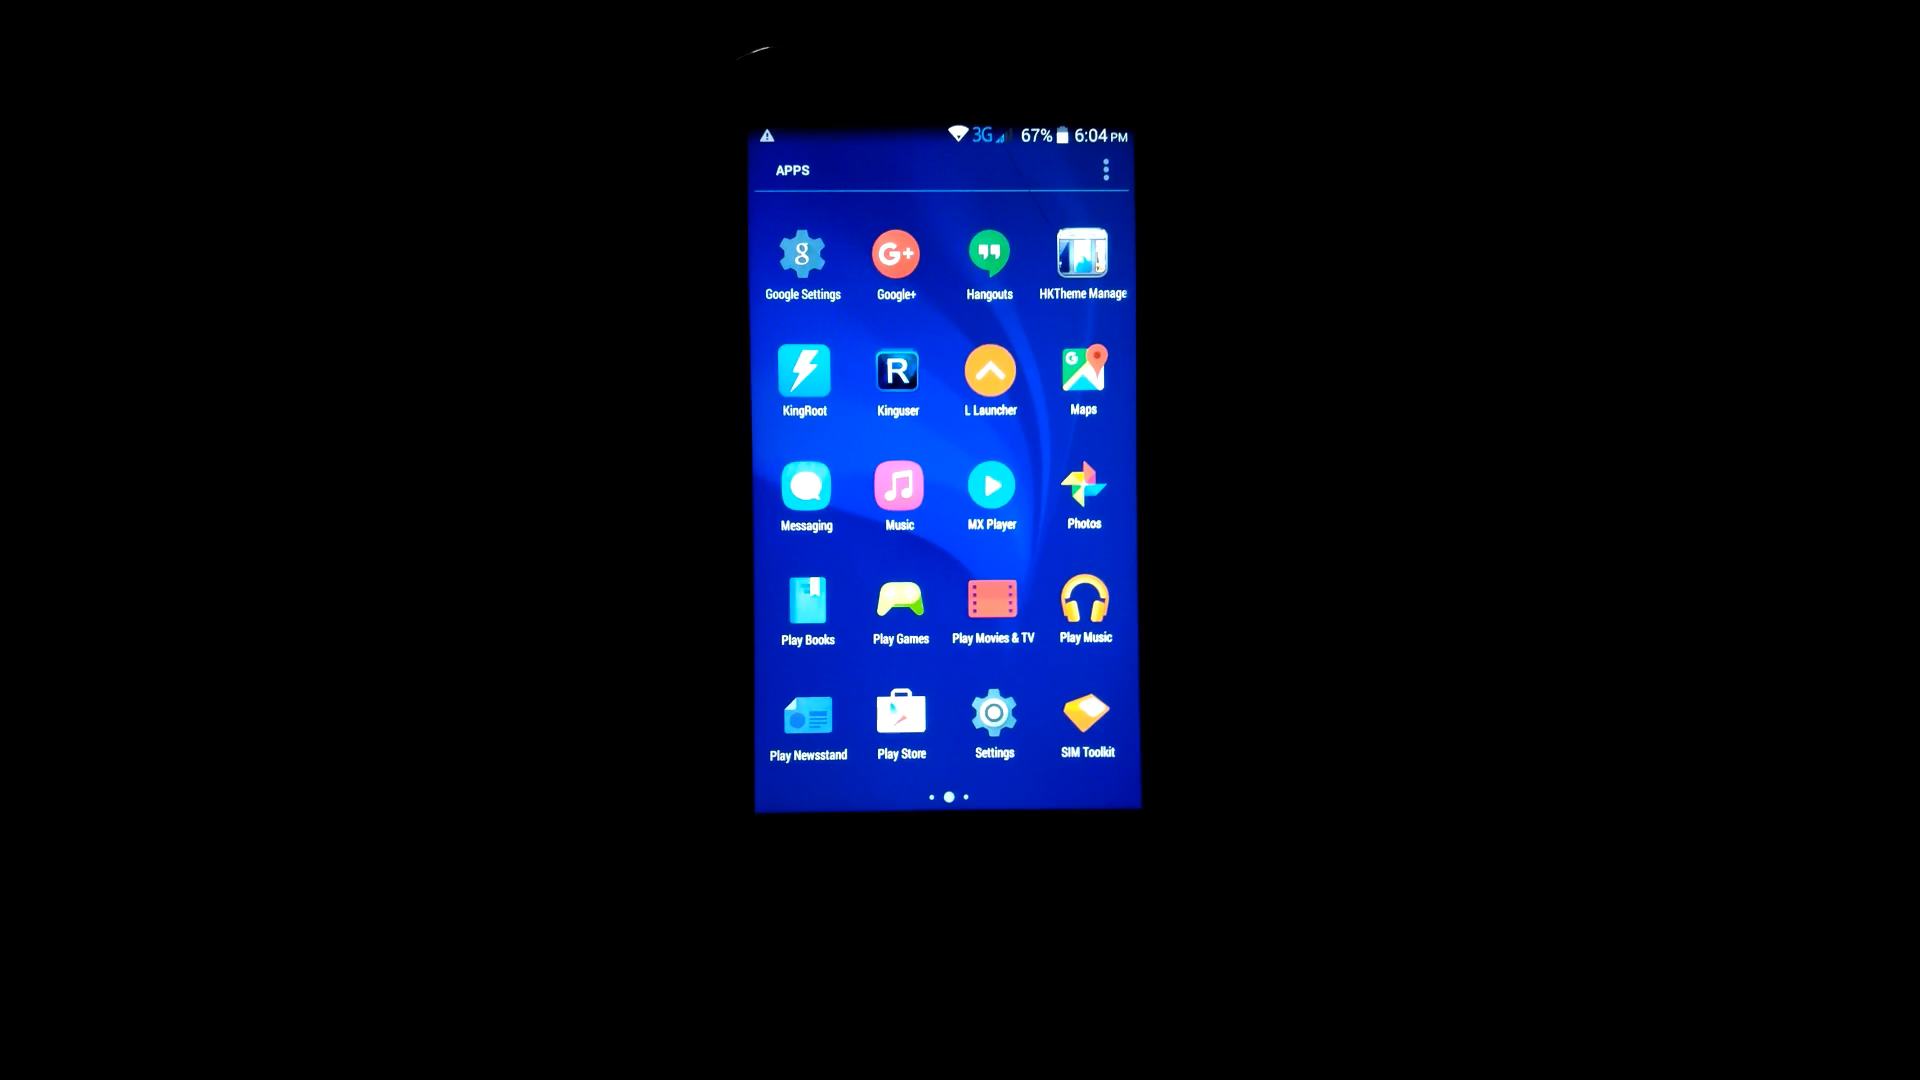 3G 67% 6:04 PM
APPS
g G+
Google Settings Google+ Hangouts HKTheme Manage
R G
KingRoot Kinguser L Launcher Maps
Messaging Music MX Player Photos
Play Books Play Games Play Movies & TV Play Music
Play Newsstand Play Store Settings SIM Toolkit